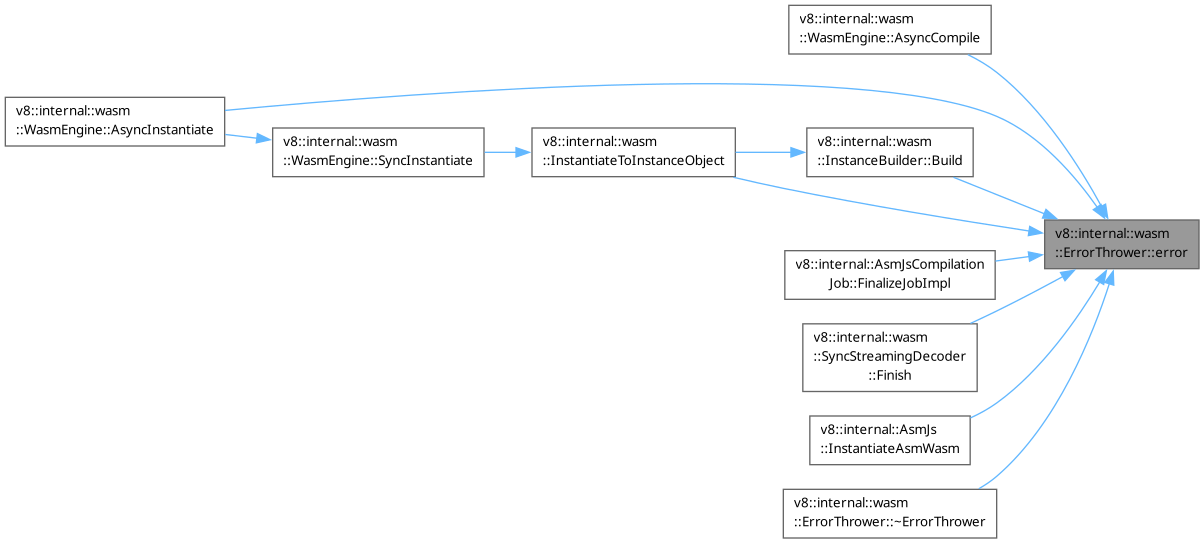 v8::internal::wasm
::WasmEngine::AsyncCompile
v8::internal::wasm
::WasmEngine::AsyncInstantiate
v8::internal::wasm
::WasmEngine::SyncInstantiate
v8::internal::wasm
::InstantiateToInstanceObject
v8::internal::wasm
::InstanceBuilder::Build
v8::internal::wasm
::ErrorThrower::error
v8::internal::AsmJsCompilation
Job::FinalizeJobImpl
v8::internal::wasm
::SyncStreamingDecoder
::Finish
v8::internal::AsmJs
::InstantiateAsmWasm
v8::internal::wasm
::ErrorThrower::~ErrorThrower